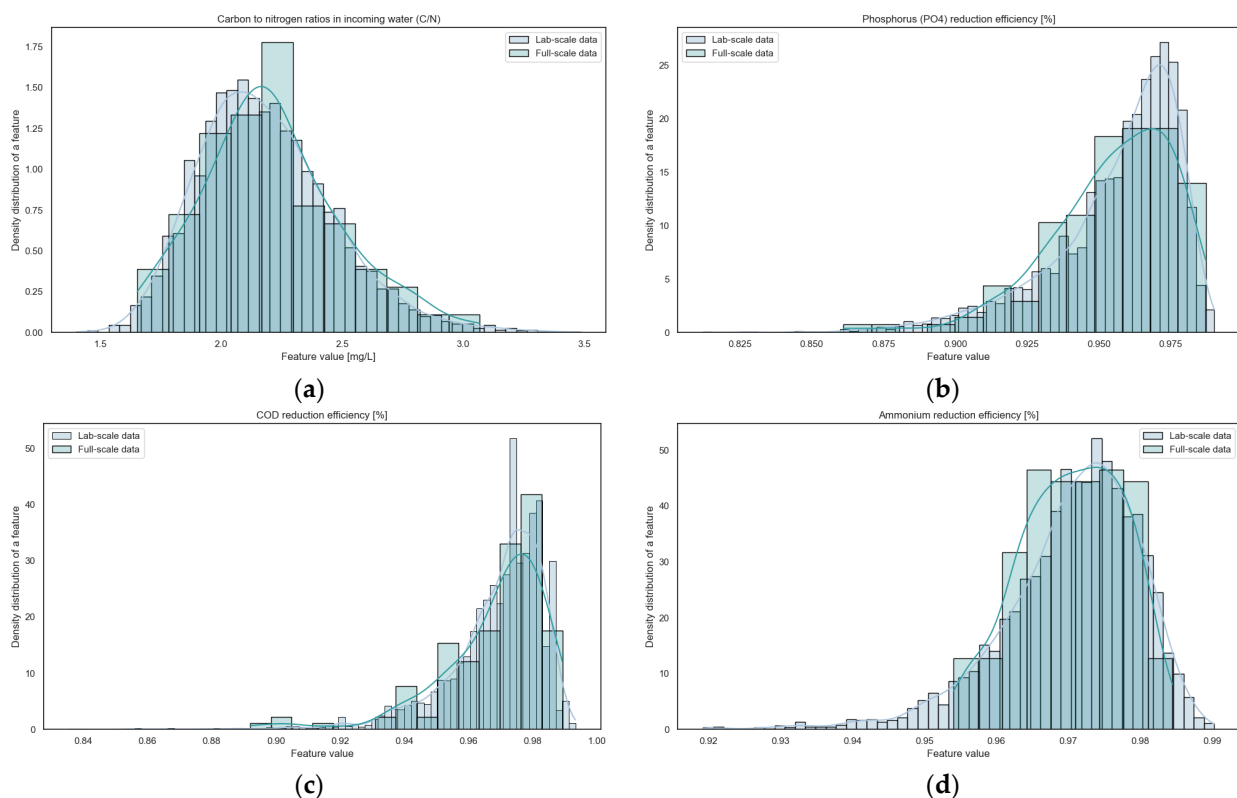 Carbon to nitrogen ratios in incoming water (C/N)
Lab-scale data
Full-scale data
Density distribution of a feature
1.75
1.50
1.25
1.00
0.75
0.50
0.25
0.00
1.5 2.0 2.5 3.0 3.5
Feature value [mg/L]
(a)
Phosphorus (PO4) reduction efficiency [%]
Lab-scale data
Full-scale data
Density distribution of a feature
25
20
15
10
5
0
0.825 0.850 0.875 0.900 0.925 0.950 0.975
Feature value
(b)
COD reduction efficiency [%]
Lab-scale data
Full-scale data
Density distribution of a feature
50
40
30
20
10
0
0.84 0.86 0.88 0.90 0.92 0.94 0.96 0.98 1.00
Feature value
(c)
Ammonium reduction efficiency [%]
Lab-scale data
Full-scale data
Density distribution of a feature
50
40
30
20
10
0
0.92 0.93 0.94 0.95 0.96 0.97 0.98 0.99
Feature value
(d)